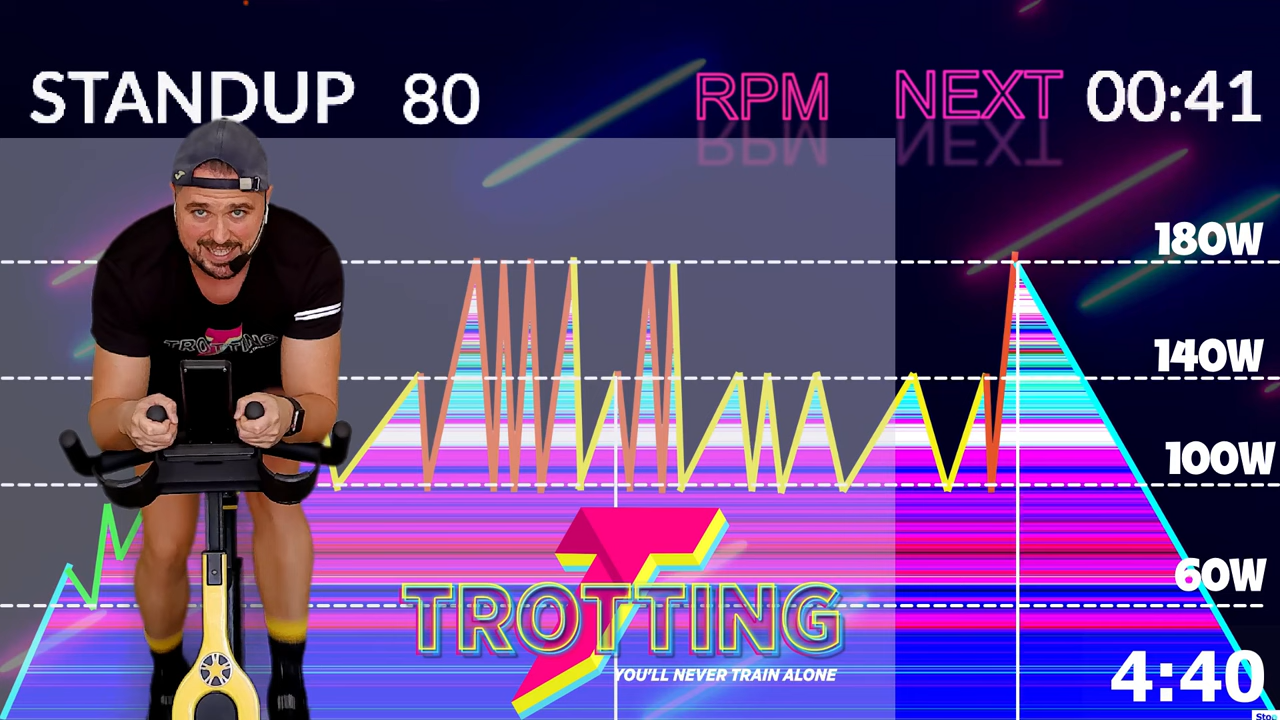 STANDUP 80 RPM NEXT 00:41
180W
140W
100W
60W
TROTTING
TROTTING
YOU'LL NEVER TRAIN ALONE
4:40